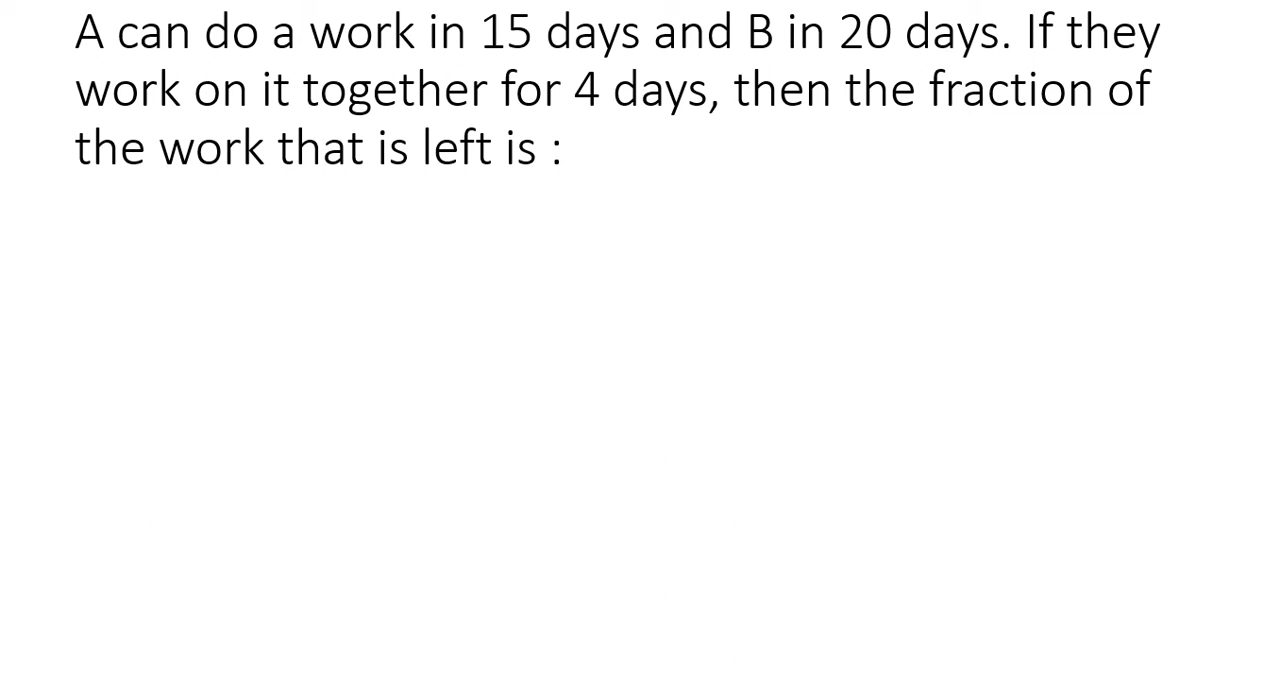 A can do a work in 15 days and B in 20 days. If they
work on it together for 4 days, then the fraction of
the work that is left is :